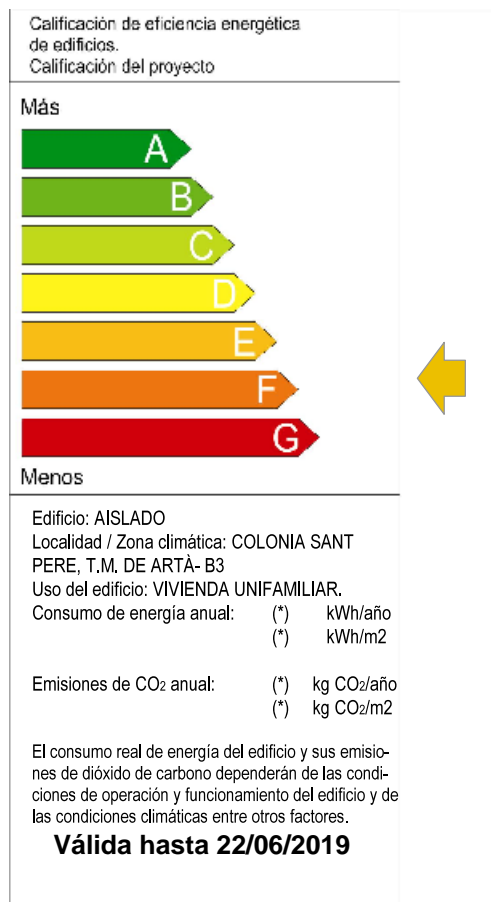 Calificación de eficiencia energética
de edificios.
Calificación del proyecto
Más
A
B
C
D
E
F
G
Menos
Edificio: AISLADO
Localidad / Zona climática: COLONIA SANT
PERE, T.M. DE ARTÀ- B3
Uso del edificio: VIVIENDA UNIFAMILIAR.
Consumo de energía anual: (*) kWh/año
(*) kWh/m2
Emisiones de CO2 anual: (*) kg CO2/año
(*) kg CO2/m2
El consumo real de energía del edificio y sus emisio-
nes de dióxido de carbono dependerán de las condi-
ciones de operación y funcionamiento del edificio y de
las condiciones climáticas entre otros factores.
Válida hasta 22/06/2019